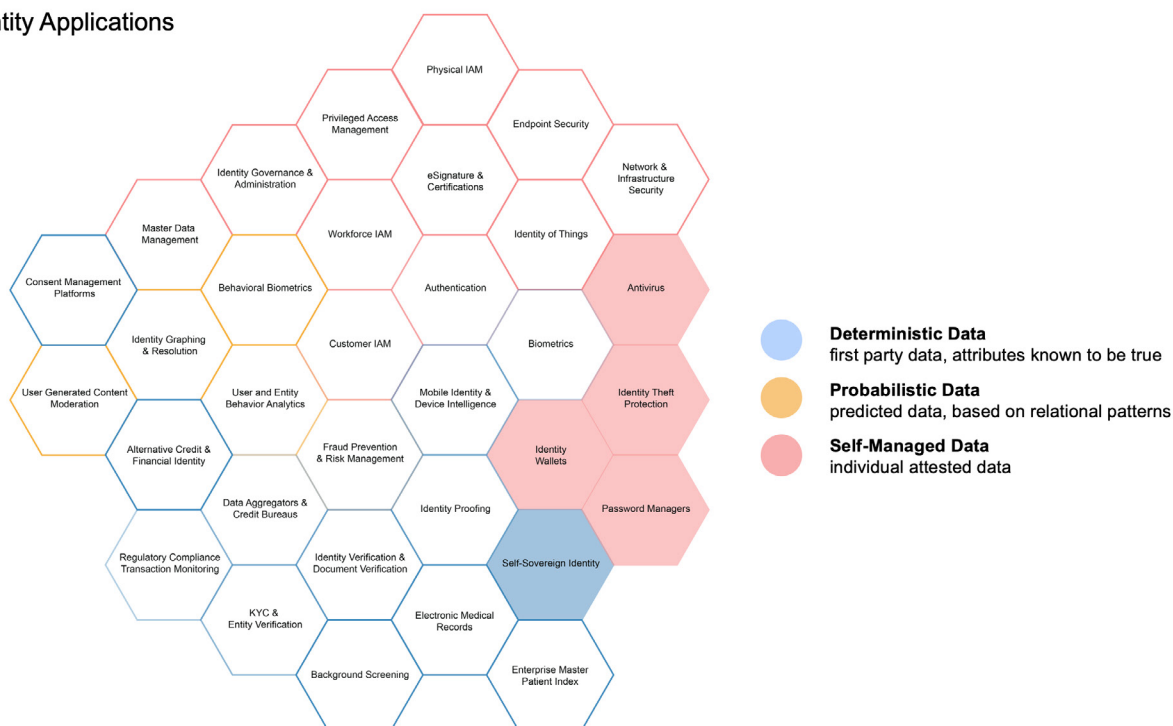 ntity Applications
Physical IAM
Privileged Access
Management
Endpoint Security
Identity Governance &
Administration
eSignature &
Certifications
Network &
Infrastructure
Security
Master Data
Management
Workforce IAM
Identity of Things
Consent Management
Platforms
Behavioral Biometrics
Authentication
Antivirus
Identity Graphing
& Resolution
Customer IAM
Biometrics
User Generated Content
Moderation
User and Entity
Behavior Analytics
Mobile Identity &
Device Intelligence
Identity Theft
Protection
Alternative Credit &
Financial Identity
Fraud Prevention
& Risk Management
Identity
Wallets
Data Aggregators &
Credit Bureaus
Identity Proofing
Password Managers
Regulatory Compliance
Transaction Monitoring
Identity Verification &
Document Verification
Self-Sovereign Identity
KYC &
Entity Verification
Electronic Medical
Records
Background Screening
Enterprise Master
Patient Index
Deterministic Data
first party data, attributes known to be true
Probabilistic Data
predicted data, based on relational patterns
Self-Managed Data
individual attested data